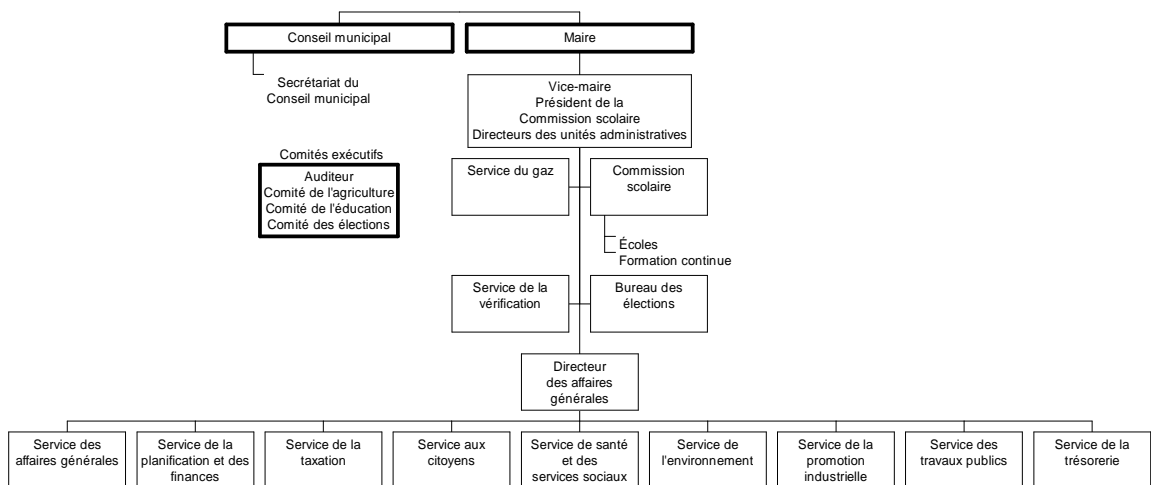 Conseil municipal
Maire
Secrétariat du
Conseil municipal
Vice-maire
Président de la
Commission scolaire
Directeurs des unités administratives
Comités exécutifs
Auditeur
Comité de l'agriculture
Comité de l'éducation
Comité des élections
Service du gaz
Commission
scolaire
Écoles
Formation continue
Service de la
vérification
Bureau des
élections
Directeur
des affaires
générales
Service des
affaires générales
Service de la
planification et des
finances
Service de la
taxation
Service aux
citoyens
Service de santé
et des
services sociaux
Service de
l'environnement
Service de la
promotion
industrielle
Service des
travaux publics
Service de la
trésorerie